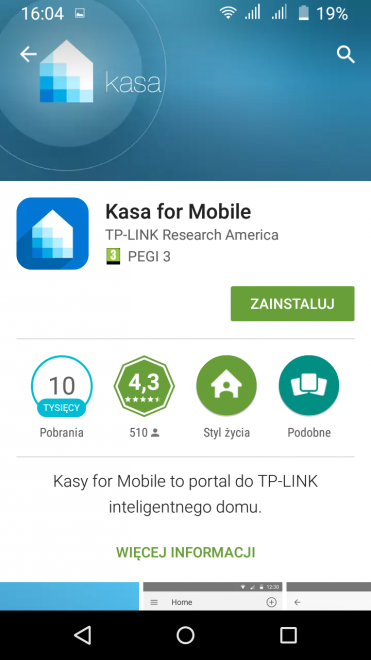 16:04
19%
kasa
Kasa for Mobile
TP-LINK Research America
3 PEGI 3
ZAINSTALUJ
10
TYSIĘCY
4,3
Pobrania
510
Styl życia
Podobne
Kasy for Mobile to portal do TP-LINK
inteligentnego domu.
WIĘCEJ INFORMACJI
12:30
Home